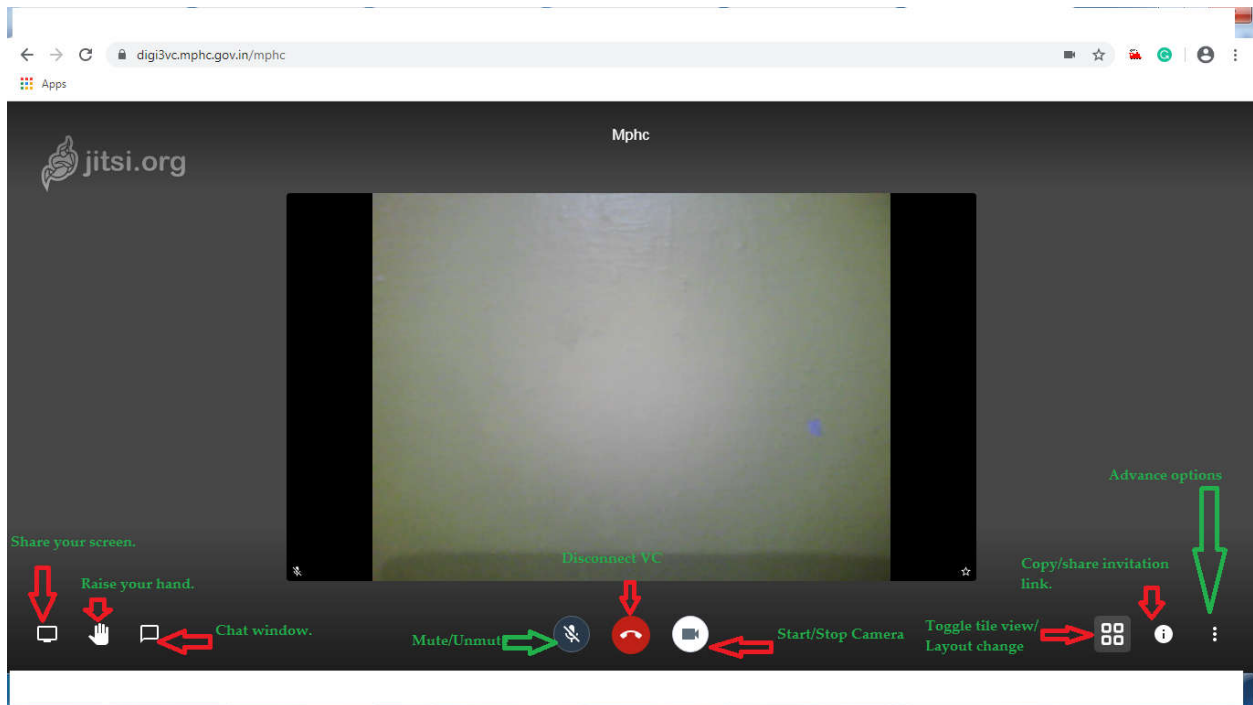 digi3vc.mphc.gov.in/mphc
Apps
Mphc
jitsi.org
Advance options
Share your screen.
Disconnect VC
Copy/share invitation
link.
Raise your hand.
Chat window.
Mute/Unmut
Start/Stop Camera
Toggle tile view/
Layout change